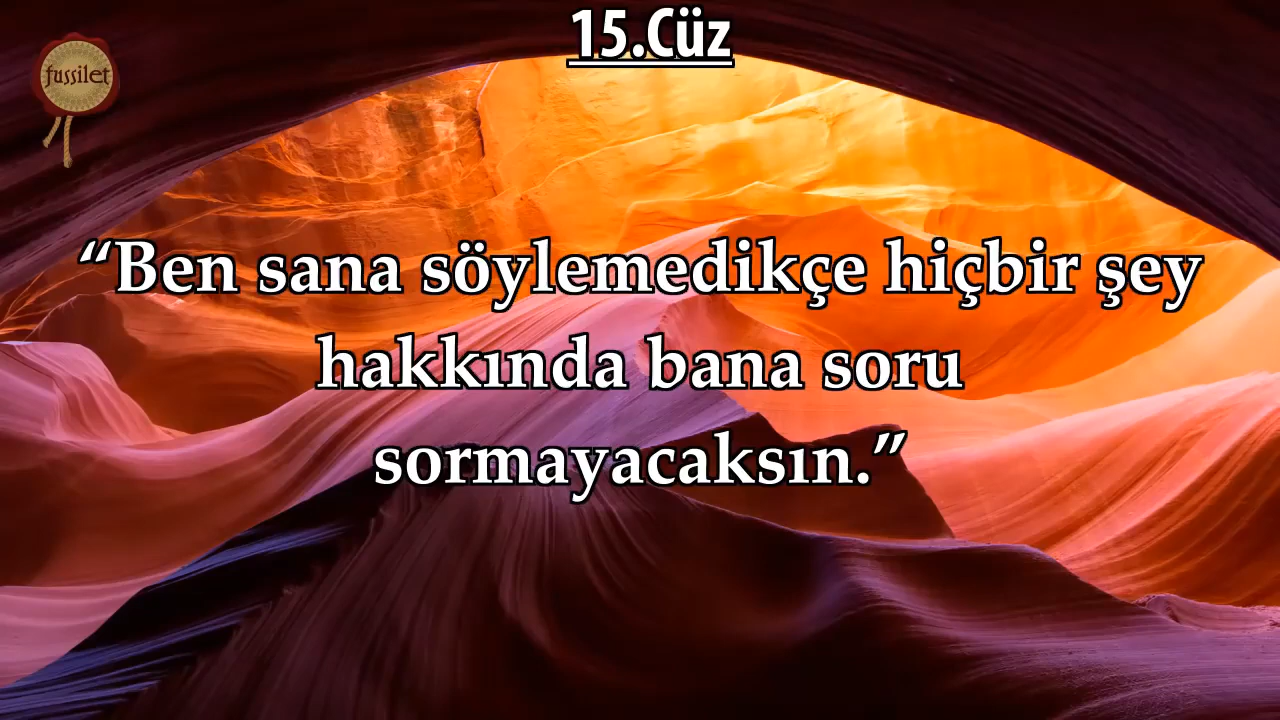 15.Cüz
fussilet
“Ben sana söylemedikçe hiçbir şey
hakkında bana soru
sormayacaksın.”